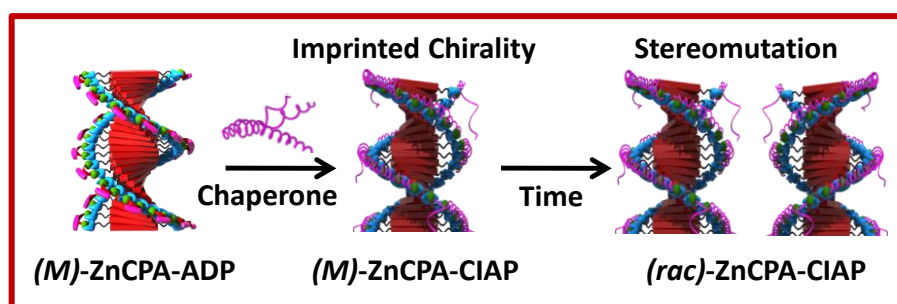 Imprinted Chirality
Stereomutation
Chaperone
Time
(M)-ZnCPA-ADP
(M)-ZnCPA-CIAP
(rac)-ZnCPA-CIAP